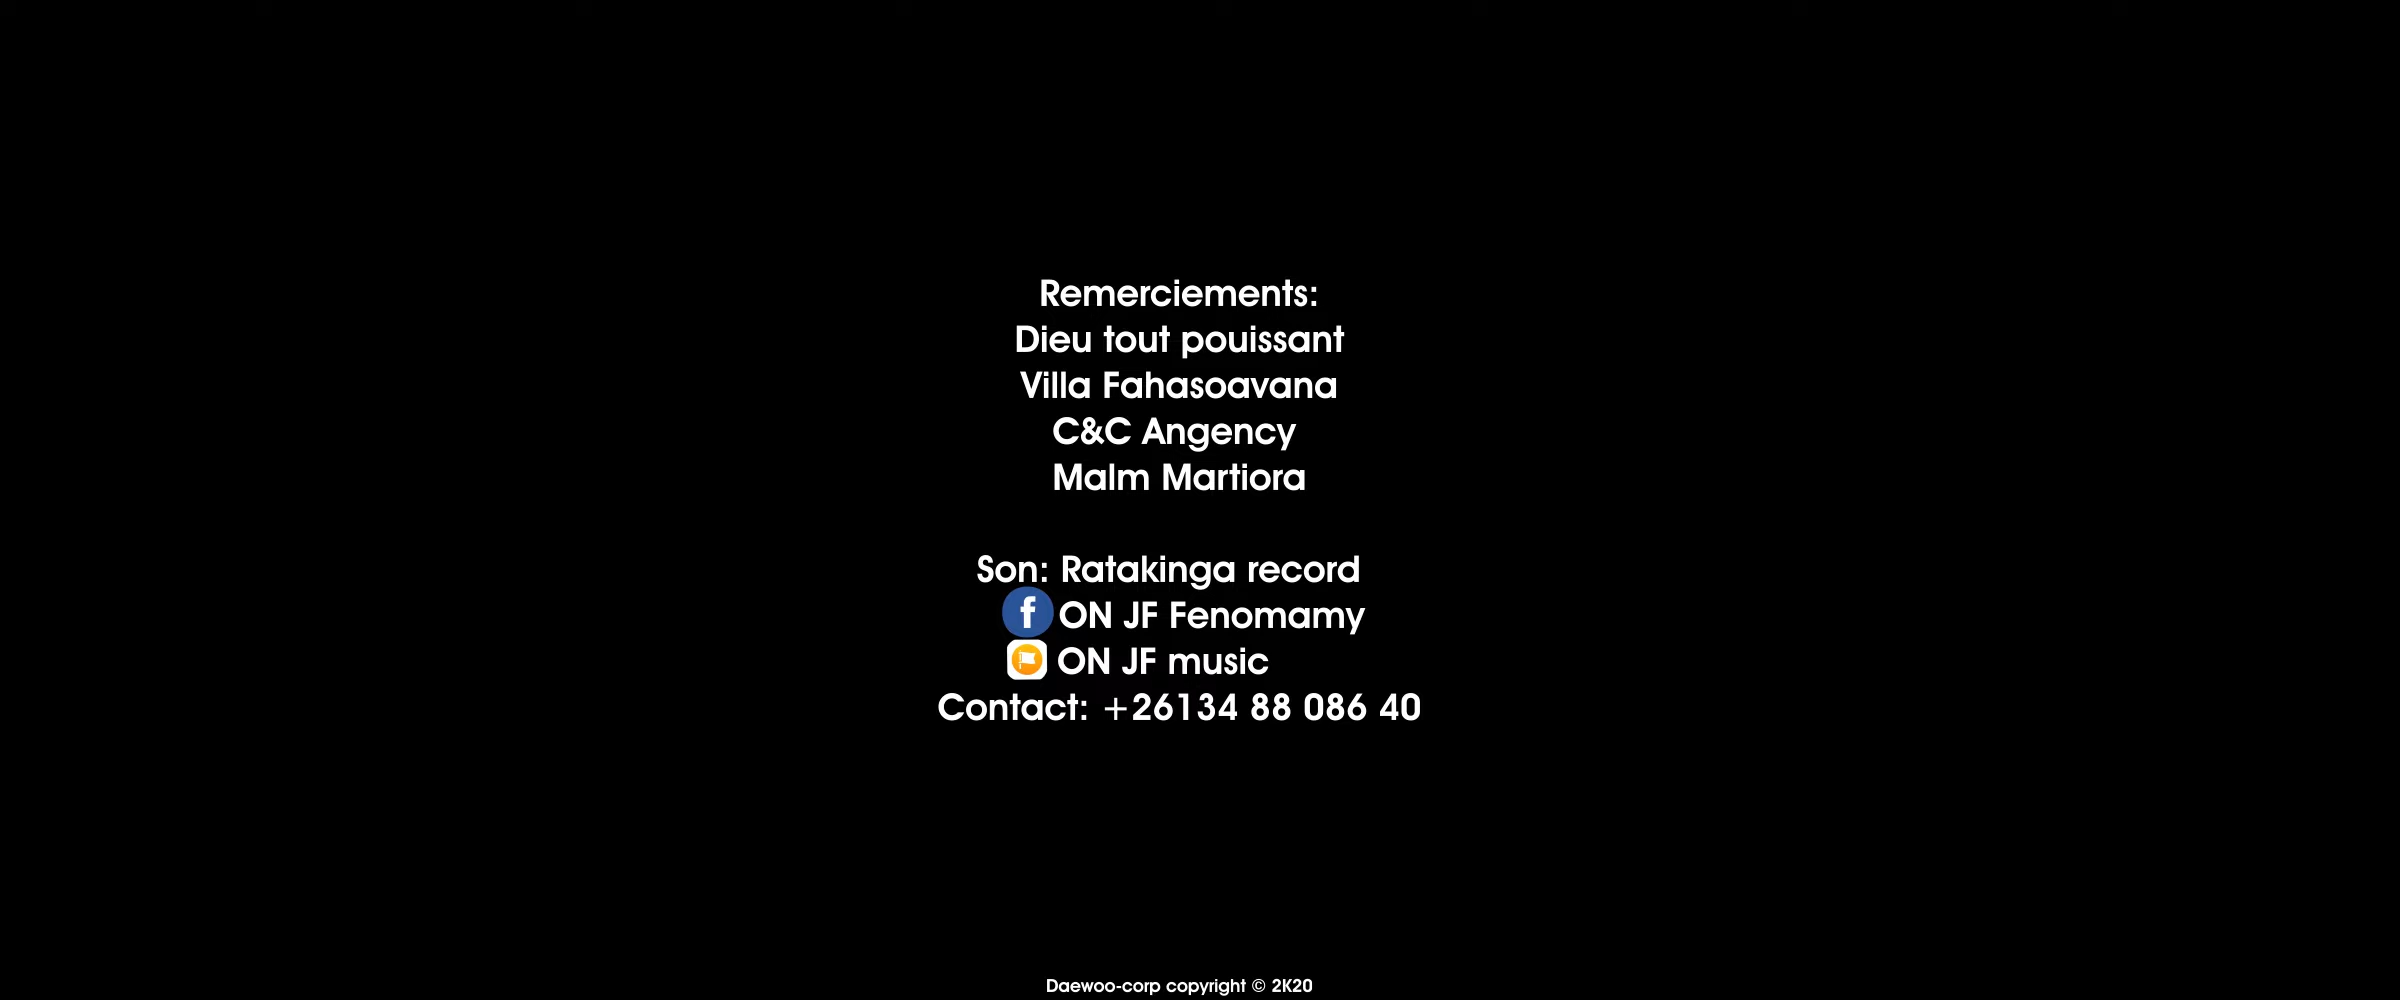 Remerciements:
Dieu tout pouissant
Villa Fahasoavana
C&C Angency
Malm Martiora
Son: Ratakinga record
f ON JF Fenomamy
ON JF music
Contact: +26134 88 086 40
Daewoo-corp copyright © 2K20